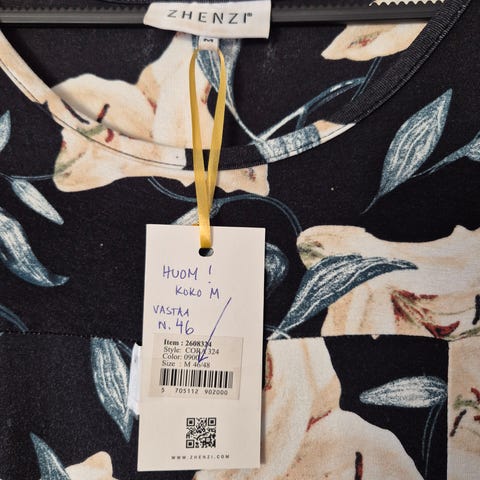 ZHENZI®
M
HUOM!
KOKO M
VASTAA
N. 46
Item : 2608324
Style: CORA 324
Color: 0900
Size : M 46/48
5 705112 902000
WWW.ZHENZI.COM